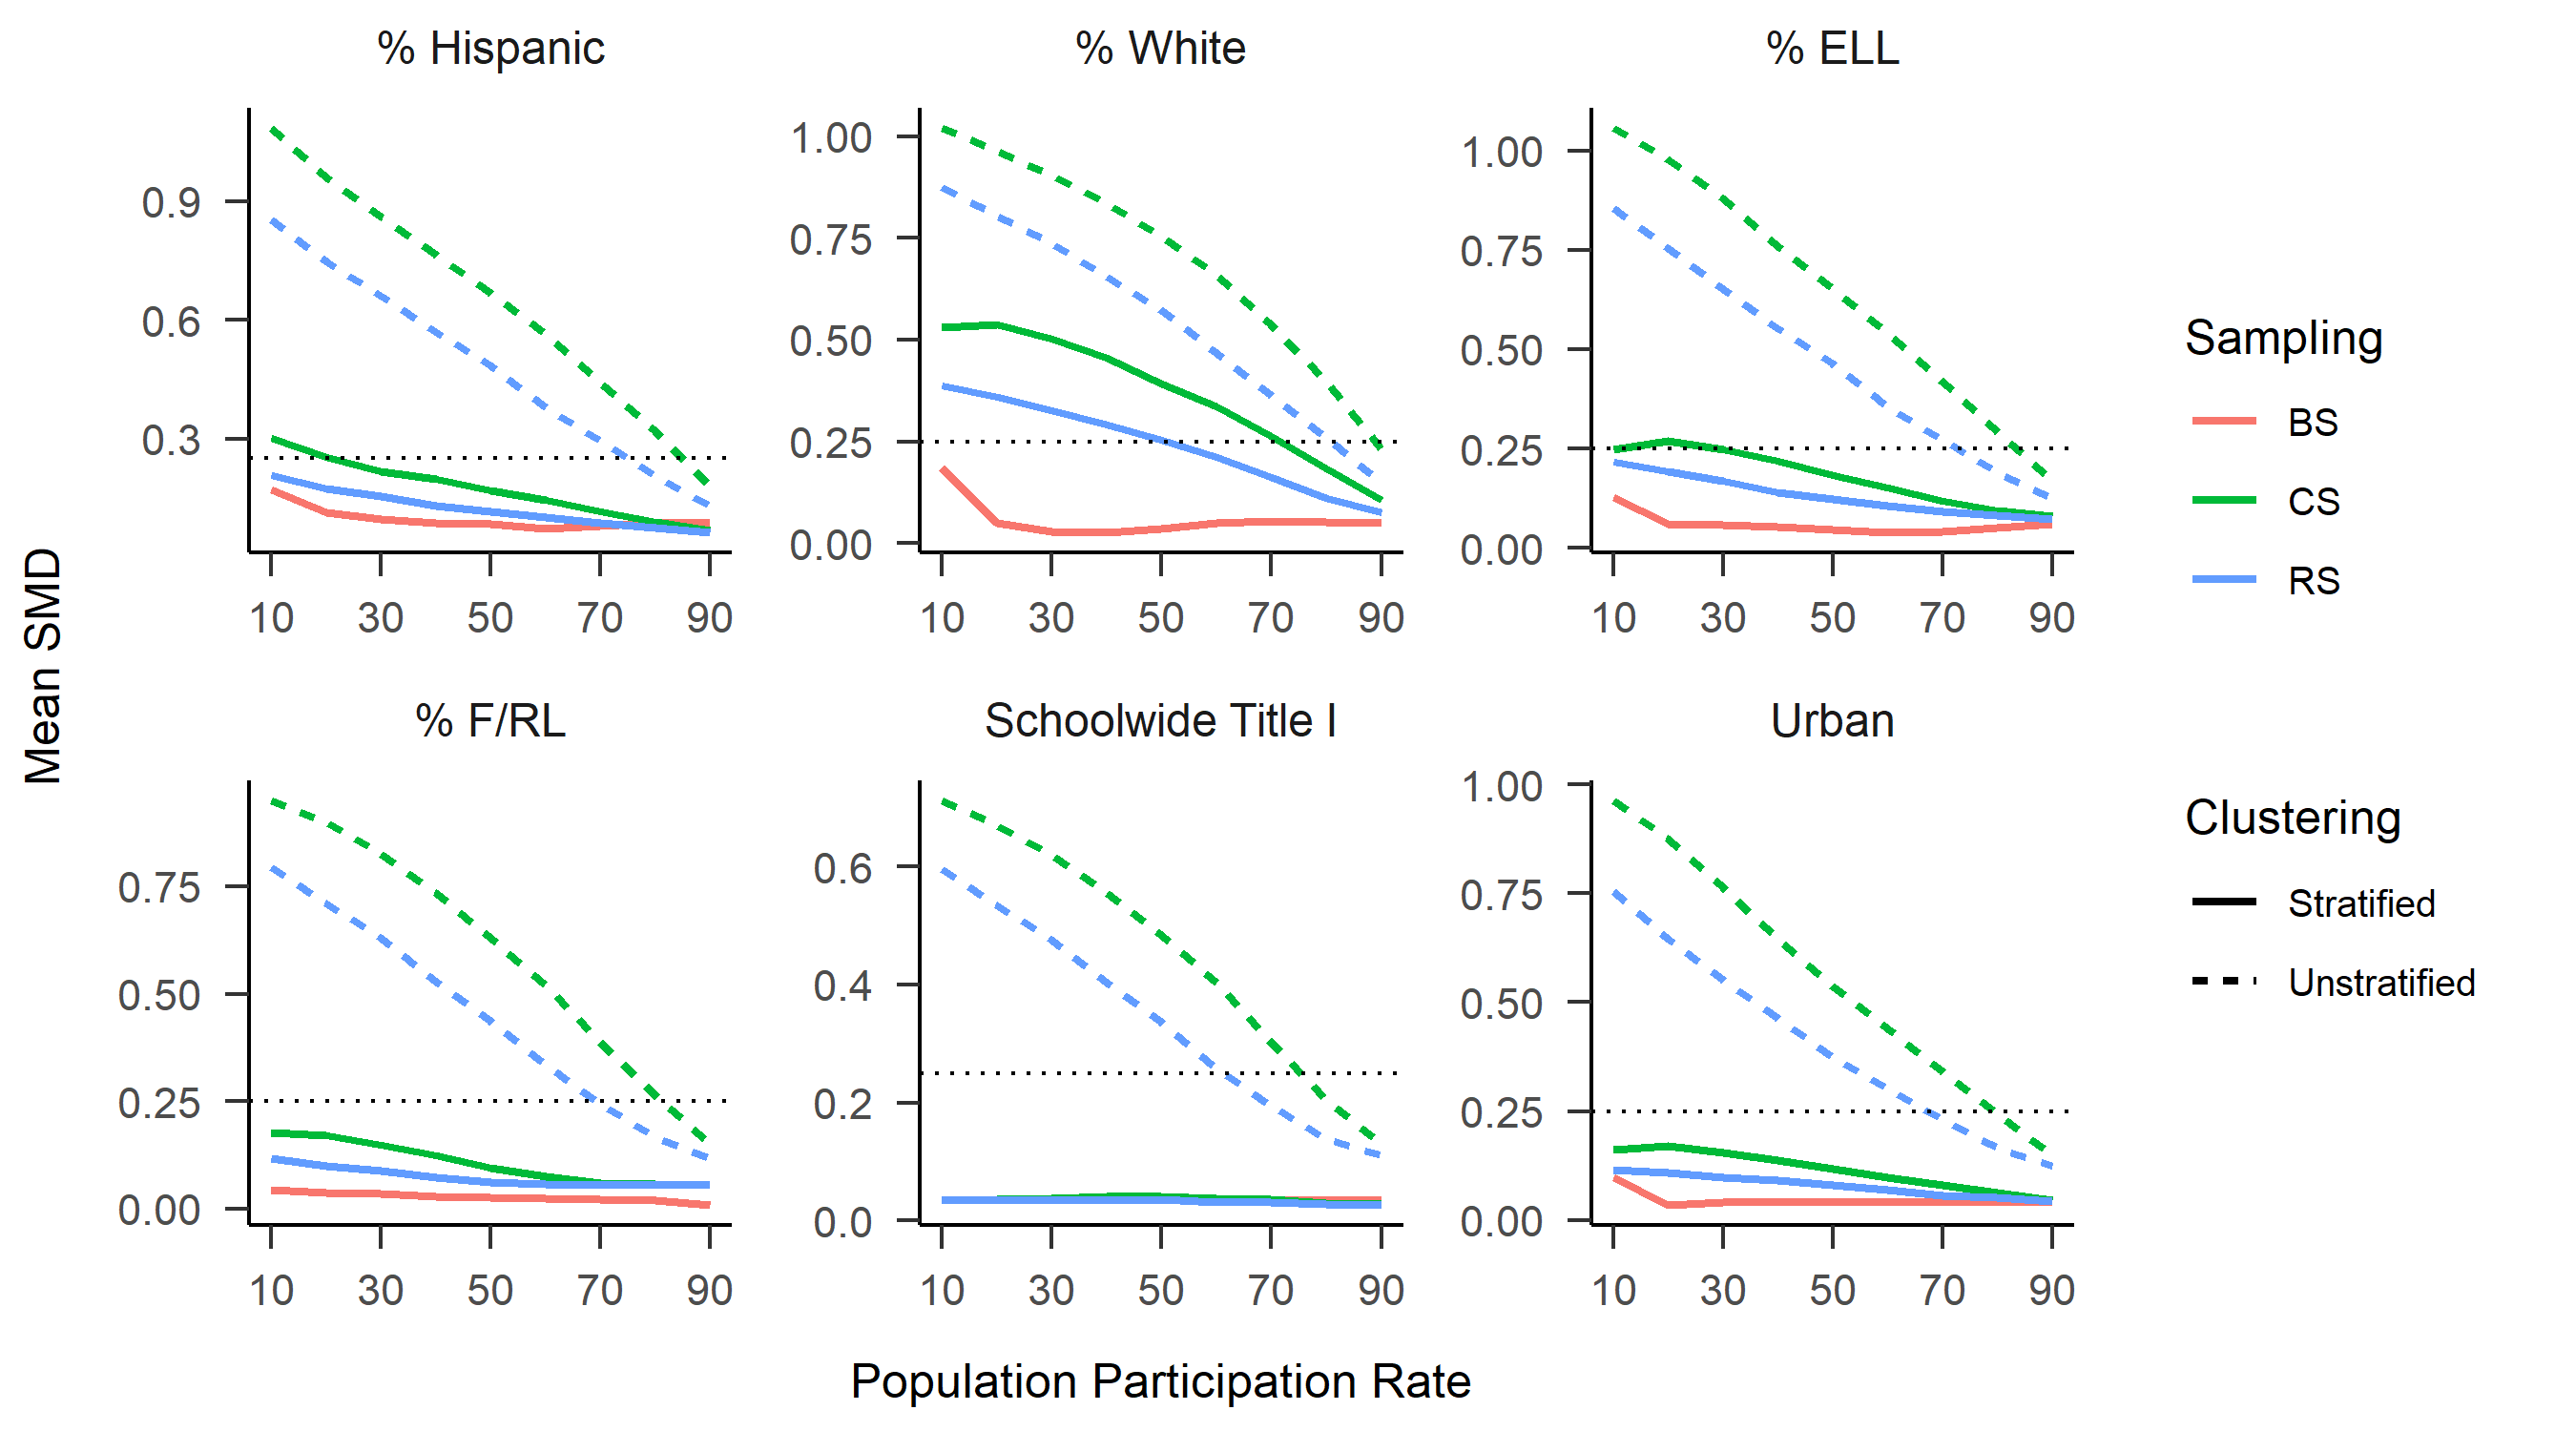 % Hispanic
% White
% ELL
0.9
0.6
0.3
10 30 50 70 90
1.00
0.75
0.50
0.25
0.00
10 30 50 70 90
1.00
0.75
0.50
0.25
0.00
10 30 50 70 90
Mean SMD
% F/RL
Schoolwide Title I
Urban
0.75
0.50
0.25
0.00
10 30 50 70 90
0.6
0.4
0.2
0.0
10 30 50 70 90
1.00
0.75
0.50
0.25
0.00
10 30 50 70 90
Population Participation Rate
Sampling
BS
CS
RS
Clustering
Stratified
Unstratified